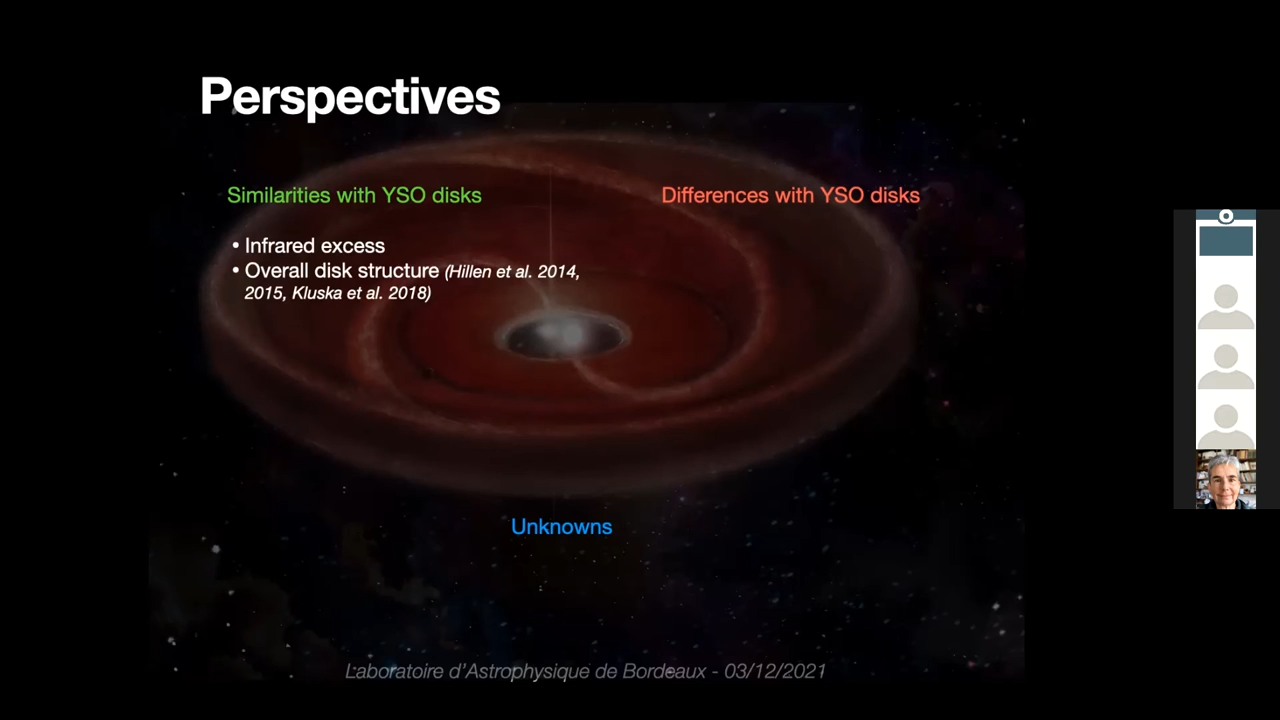 Perspectives
Similarities with YSO disks
Differences with YSO disks
• Infrared excess
• Overall disk structure (Hillen et al. 2014,
2015, Kluska et al. 2018)
Unknowns
Laboratoire d'Astrophysique de Bordeaux - 03/12/2021